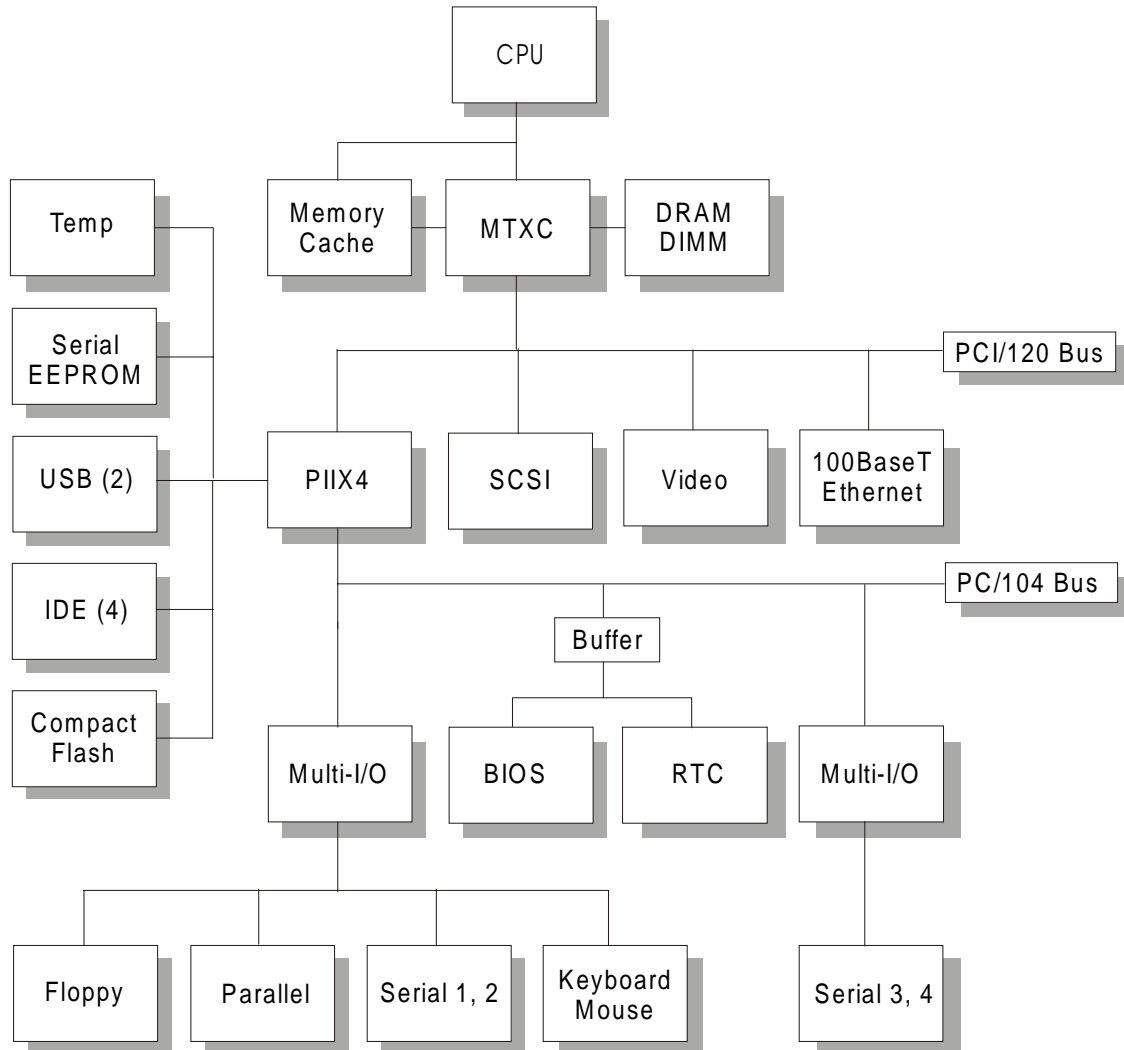 CPU
Temp
Memory
Cache
MTXC
DRAM
DIMM
Serial
EEPROM
PCI/120 Bus
USB (2)
PIIX4
SCSI
Video
100BaseT
Ethernet
IDE (4)
PC/104 Bus
Buffer
Compact
Flash
Multi-I/O
BIOS
RTC
Multi-I/O
Floppy
Parallel
Serial 1, 2
Keyboard
Mouse
Serial 3, 4